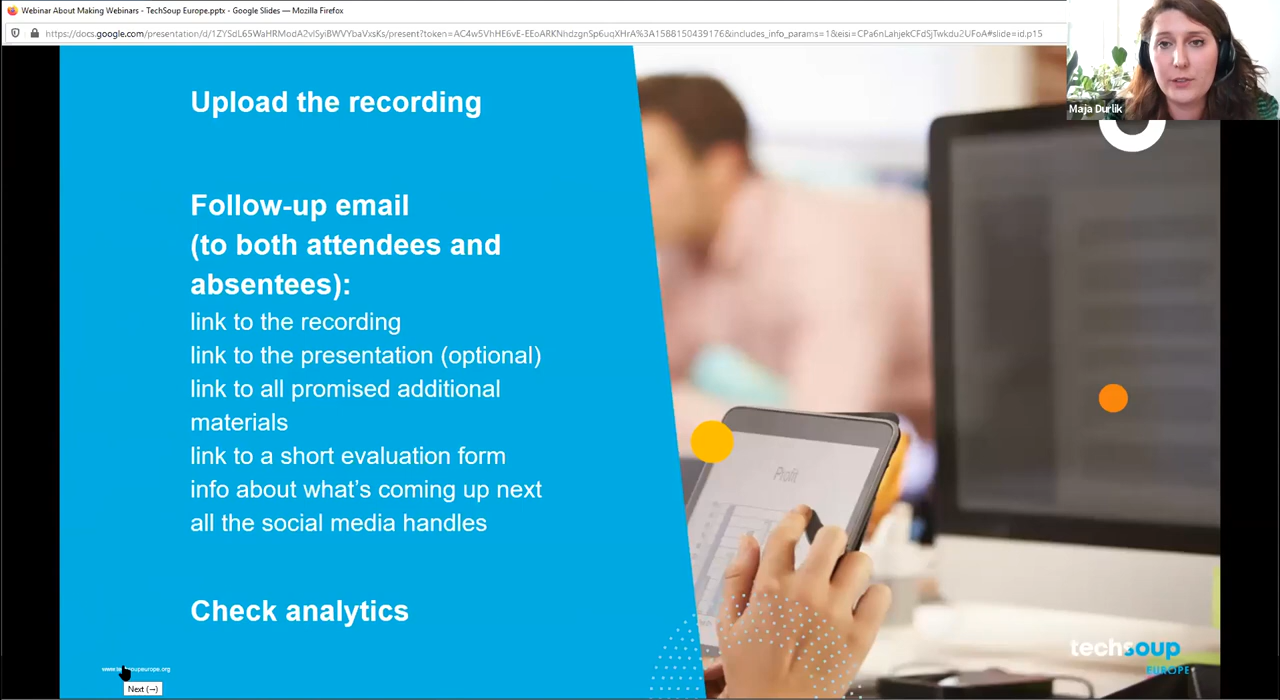 Webinar About Making Webinars - TechSoup Europe.pptx - Google Slides — Mozilla Firefox
Maja Durlik
Upload the recording
Follow-up email
(to both attendees and
absentees):
link to the recording
link to the presentation (optional)
link to all promised additional
materials
link to a short evaluation form
info about what's coming up next
all the social media handles
Check analytics
Profit
techsoup
EUROPE
Next (→)